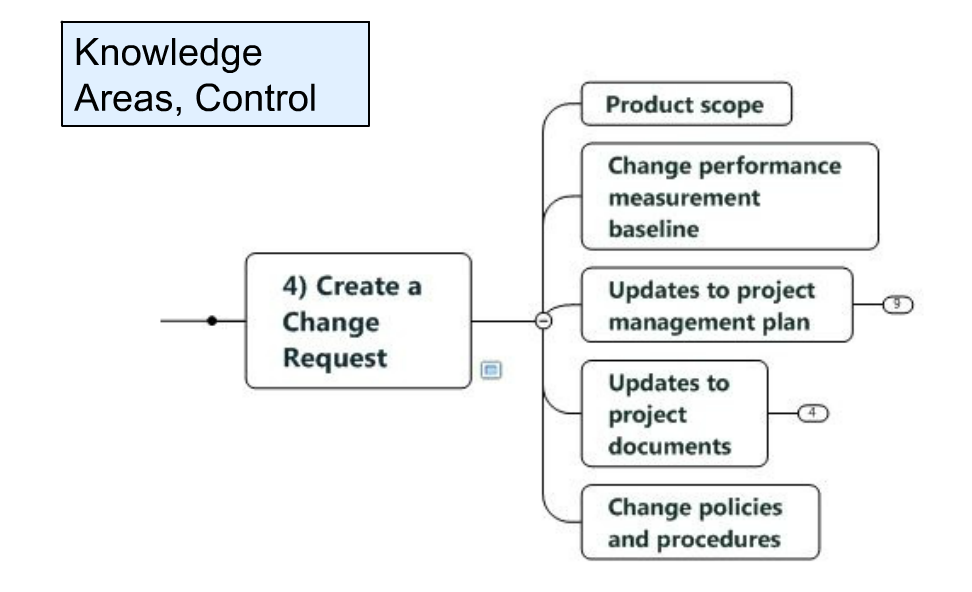 Knowledge
Areas, Control
Product scope
Change performance
measurement
baseline
4) Create a
Change
Request
Updates to project
management plan
9
Updates to
project
documents
4
Change policies
and procedures